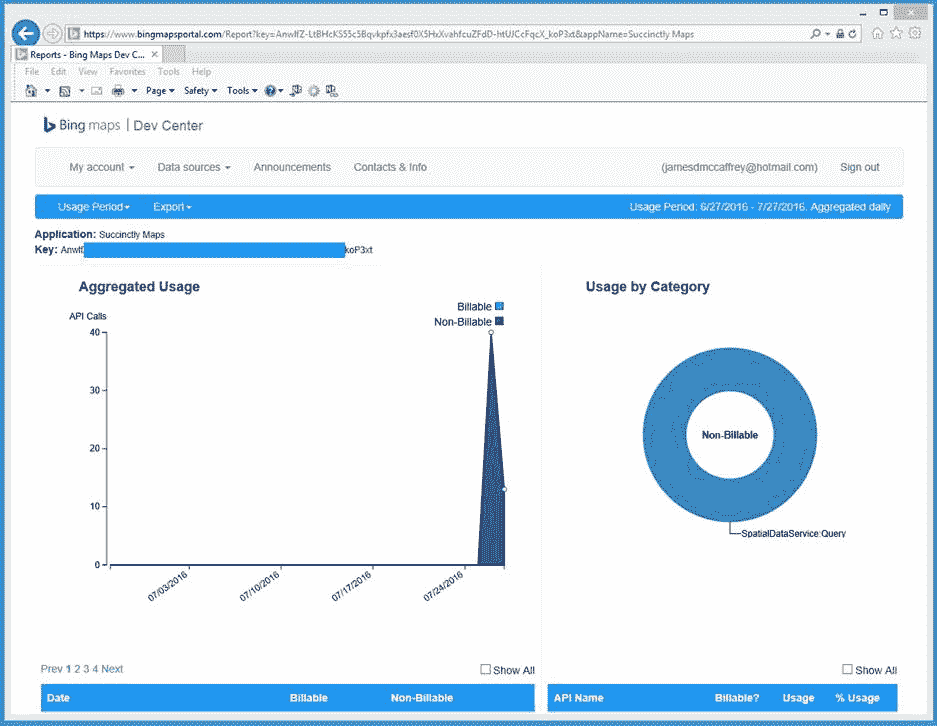 https://www.bingmapsportal.com/Report?key= &appName=Succinctly Maps
Reports - Bing Maps Dev C...
File Edit View Favorites Tools Help
Page Safety Tools
Bing maps | Dev Center
My account Data sources Announcements Contacts & Info (jamesdmccaffrey@hotmail.com) Sign out
Usage Period Export Usage Period: 6/27/2016 - 7/27/2016. Aggregated daily
Application: Succinctly Maps
Key: koP3xt
Aggregated Usage
Billable
Non-Billable
API Calls
40
30
20
10
0
07/03/2016 07/10/2016 07/17/2016 07/24/2016
Prev 1 2 3 4 Next
Show All
Date Billable Non-Billable
Usage by Category
Non-Billable
SpatialDataService:Query
Show All
API Name Billable? Usage % Usage